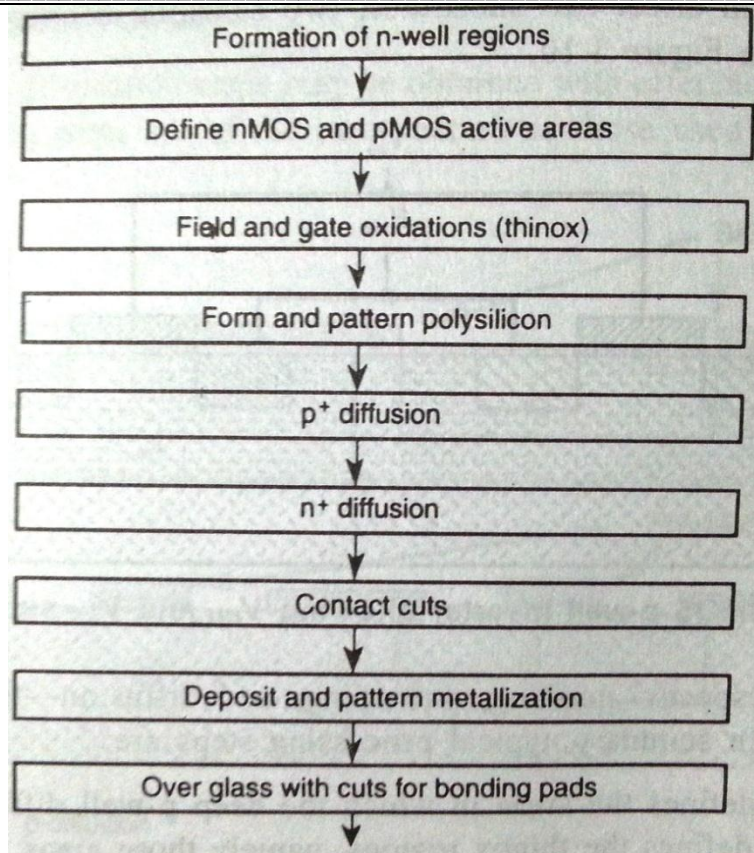 Formation of n-well regions
Define nMOS and pMOS active areas
Field and gate oxidations (thinox)
Form and pattern polysilicon
p⁺ diffusion
n⁺ diffusion
Contact cuts
Deposit and pattern metallization
Over glass with cuts for bonding pads